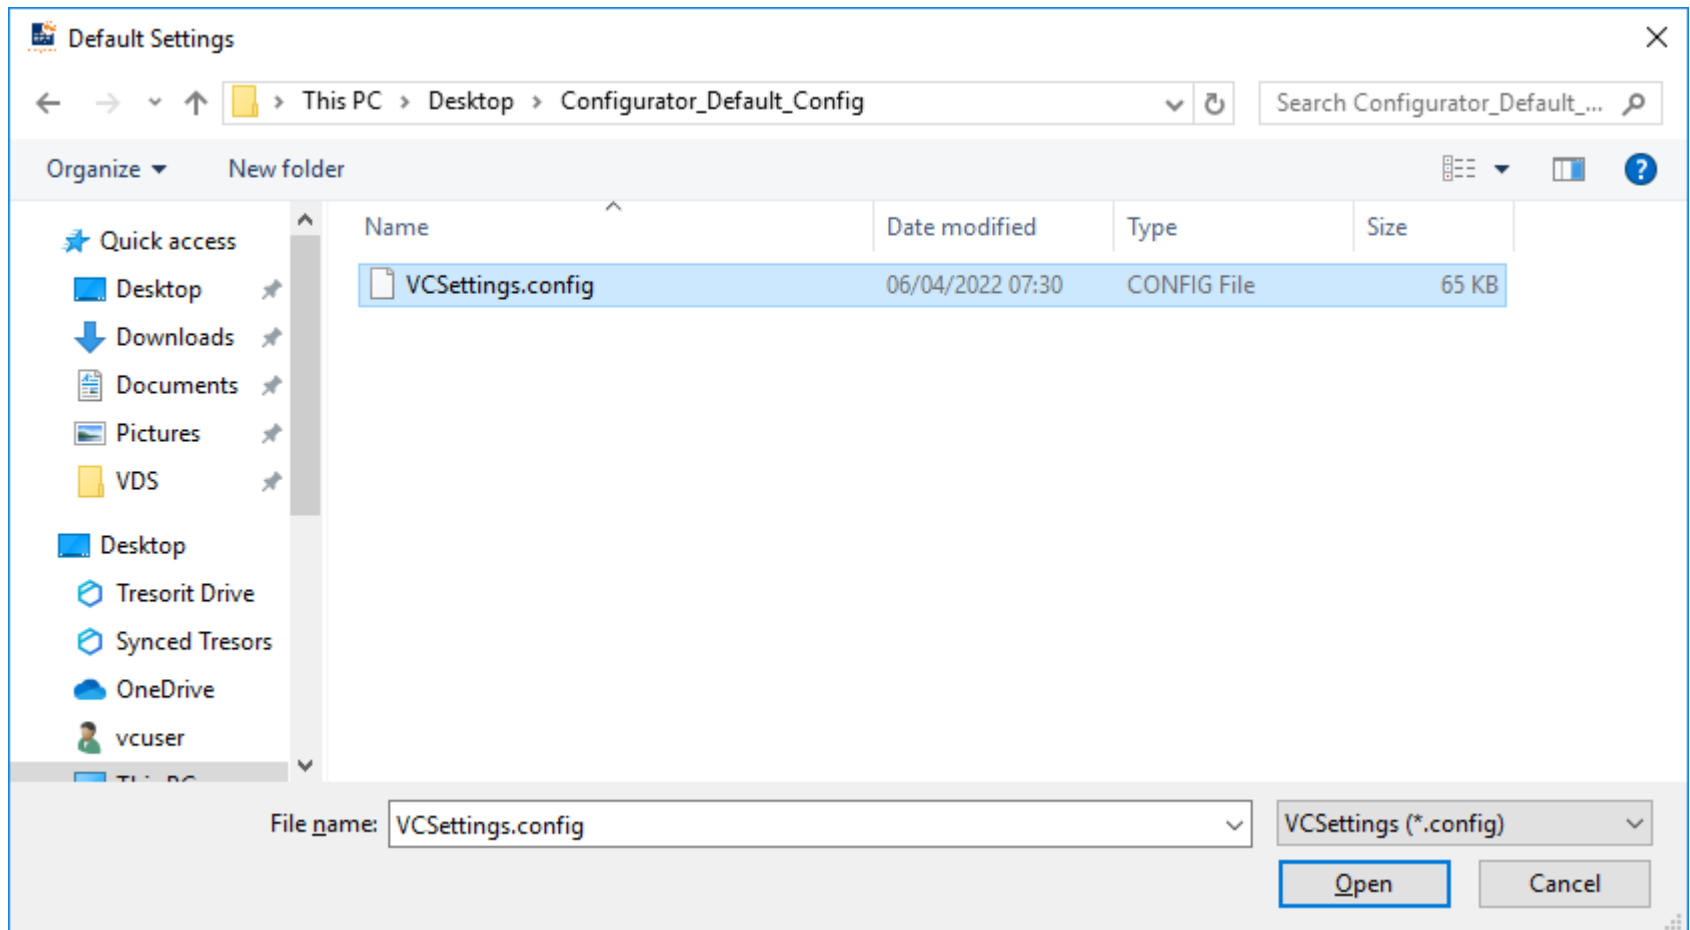 Default Settings
This PC > Desktop > Configurator_Default_Config
Search Configurator_Default_...
Organize
New folder
?
Name
Date modified
Type
Size
VCSettings.config
06/04/2022 07:30
CONFIG File
65 KB
Quick access
Desktop
Downloads
Documents
Pictures
VDS
Desktop
Tresorit Drive
Synced Tresors
OneDrive
vcuser
This PC
File name:
VCSettings.config
VCSettings (*.config)
Open
Cancel